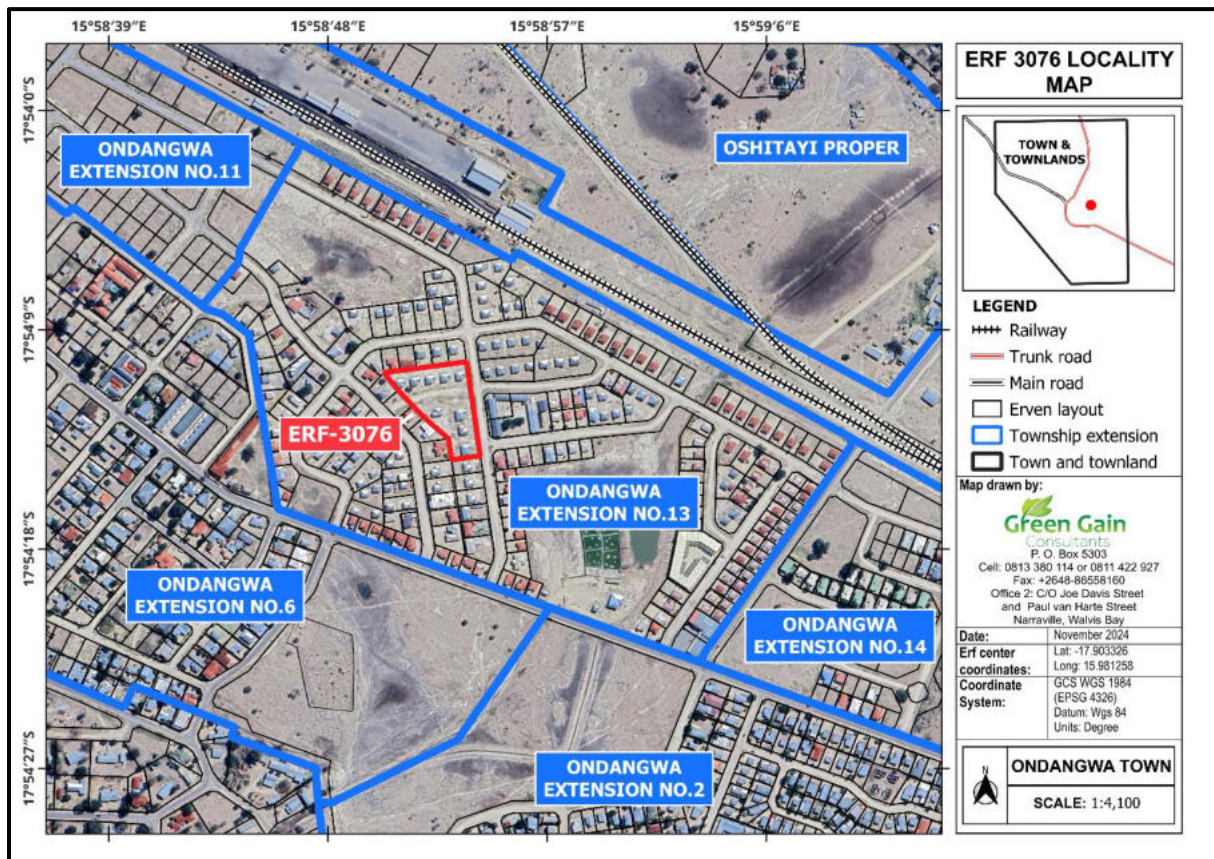 15°58′39″E
15°58′48″E
15°58′57″E
15°59′6″E
17°54′0″S
17°54′9″S
17°54′18″S
17°54′27″S
ONDANGWA
EXTENSION NO.11
OSHITAYI PROPER
ERF-3076
ONDANGWA
EXTENSION NO.13
ONDANGWA
EXTENSION NO.6
ONDANGWA
EXTENSION NO.14
ONDANGWA
EXTENSION NO.2
ERF 3076 LOCALITY
MAP
TOWN &
TOWNLANDS
LEGEND
Railway
Trunk road
Main road
Erven layout
Township extension
Town and townland
Map drawn by:
Green Gain
Consultants
P. O. Box 5303
Cell: 0813 380 114 or 0811 422 927
Fax: +2648-86558160
Office 2: C/O Joe Davis Street
and Paul van Harte Street
Narraville, Walvis Bay
Date: November 2024
Erf center coordinates: Lat: -17.903326
Long: 15.981258
Coordinate System: GCS WGS 1984
(EPSG 4326)
Datum: Wgs 84
Units: Degree
N
ONDANGWA TOWN
SCALE: 1:4,100